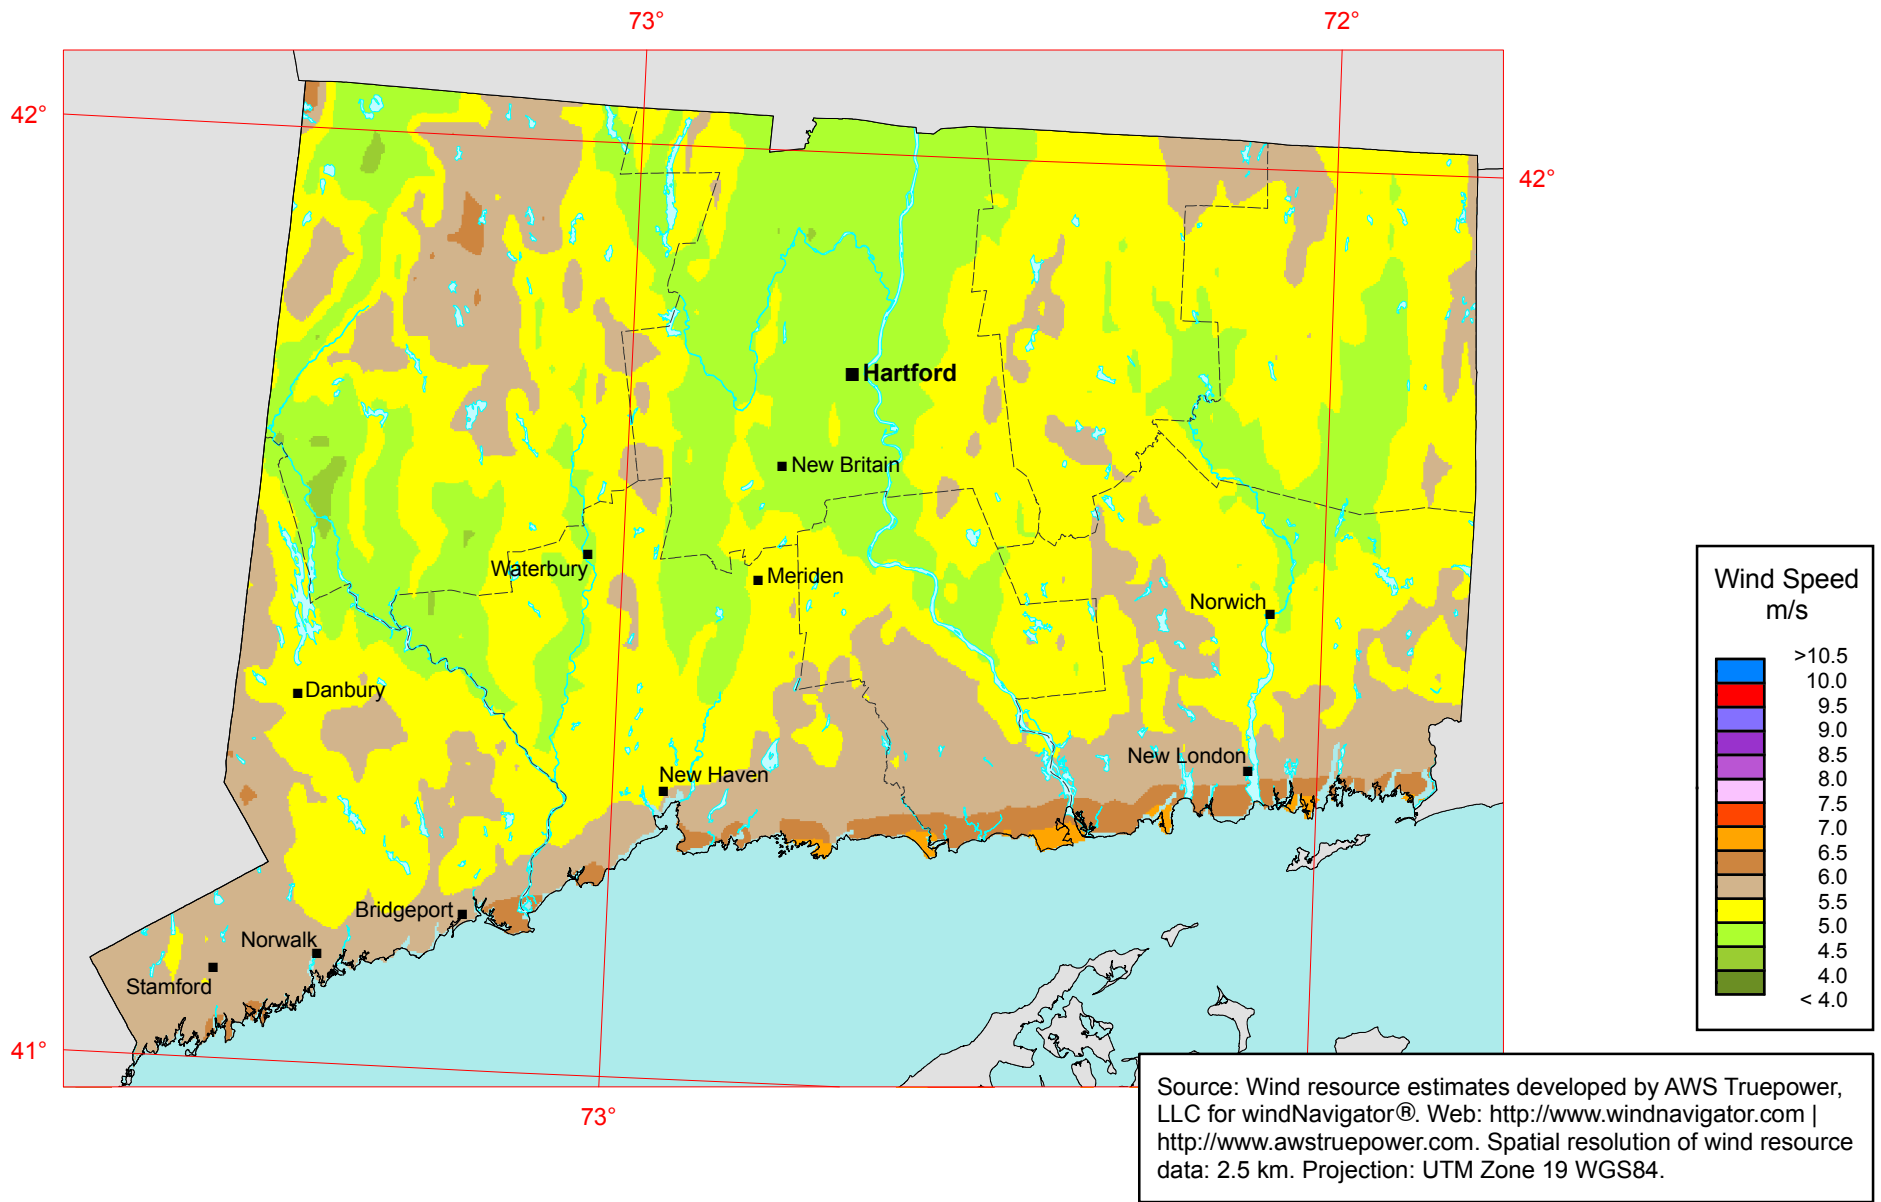 73°
72°
42°
42°
Hartford
New Britain
Waterbury
Meriden
Norwich
Danbury
New London
New Haven
Bridgeport
Norwalk
Stamford
41°
73°
Wind Speed
m/s
>10.5
10.0
9.5
9.0
8.5
8.0
7.5
7.0
6.5
6.0
5.5
5.0
4.5
4.0
< 4.0
Source: Wind resource estimates developed by AWS Truepower,
LLC for windNavigator®. Web: http://www.windnavigator.com |
http://www.awstruepower.com. Spatial resolution of wind resource
data: 2.5 km. Projection: UTM Zone 19 WGS84.